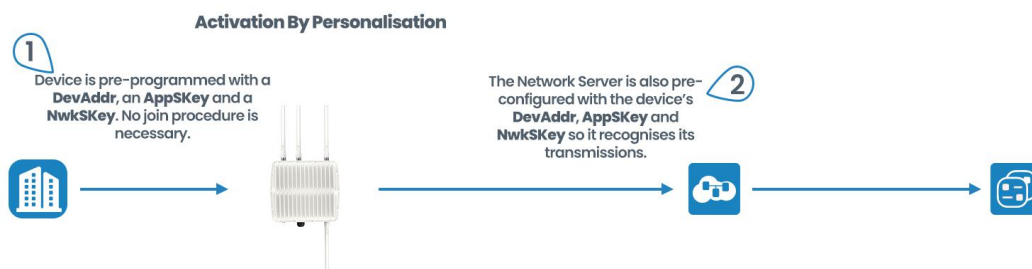 Activation By Personalisation
1
Device is pre-programmed with a
DevAddr, an AppSKey and a
NwkSKey. No join procedure is
necessary.
The Network Server is also pre-
configured with the device's
DevAddr, AppSKey and
NwkSKey so it recognises its
transmissions.
2